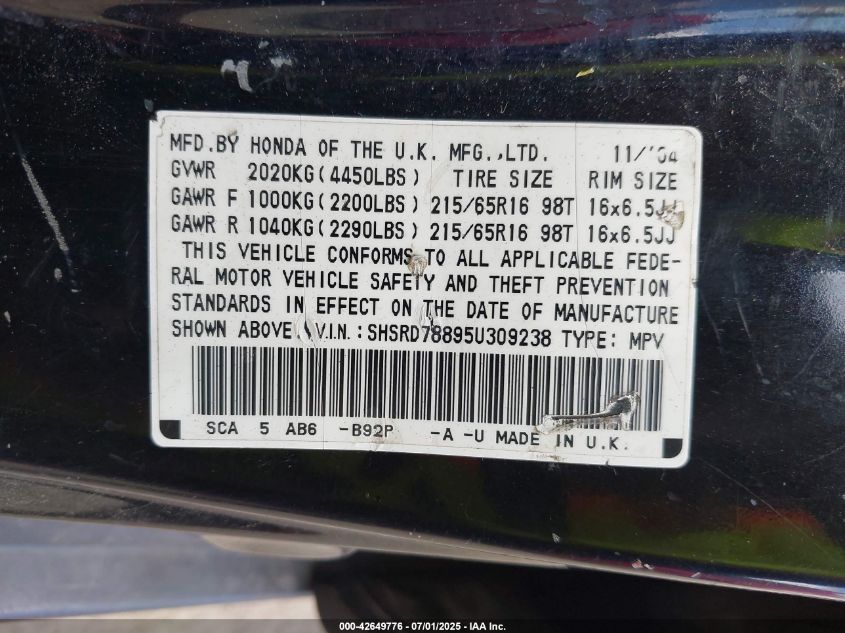 MFD.BY HONDA OF THE U.K. MFG.,LTD. 11/'04
GVWR 2020KG(4450LBS) TIRE SIZE RIM SIZE
GAWR F 1000KG(2200LBS) 215/65R16 98T 16x6.5JJ
GAWR R 1040KG(2290LBS) 215/65R16 98T 16x6.5JJ
THIS VEHICLE CONFORMS TO ALL APPLICABLE FEDE-
RAL MOTOR VEHICLE SAFETY AND THEFT PREVENTION
STANDARDS IN EFFECT ON THE DATE OF MANUFACTURE
SHOWN ABOVE. V.I.N.: SHSRD78895U309238 TYPE: MPV
SCA 5 AB6 -B92P -A -U MADE IN U.K.
000-42649776 / 07/01/2025 - IAA Inc.